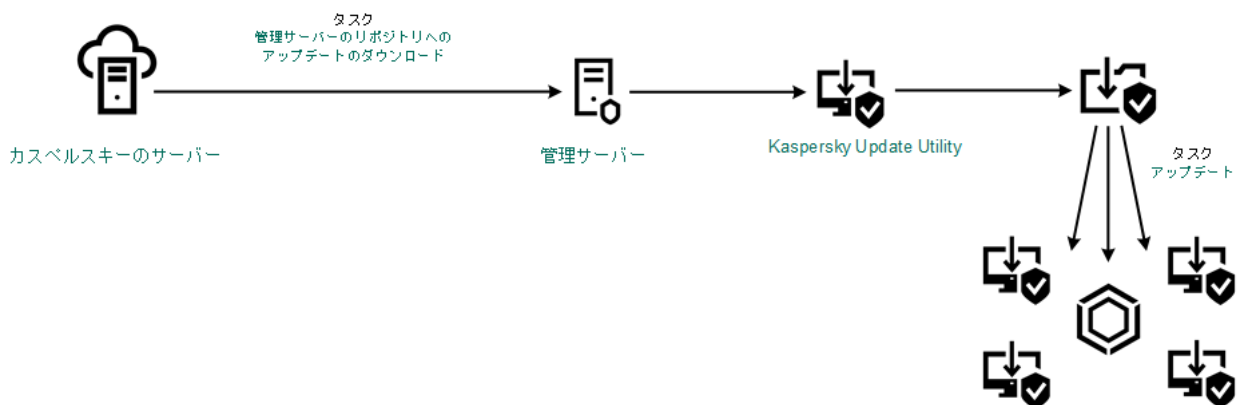 タスク
管理サーバーのリポジトリへの
アップデートのダウンロード
カスペルスキーのサーバー
管理サーバー
Kaspersky Update Utility
タスク
アップデート